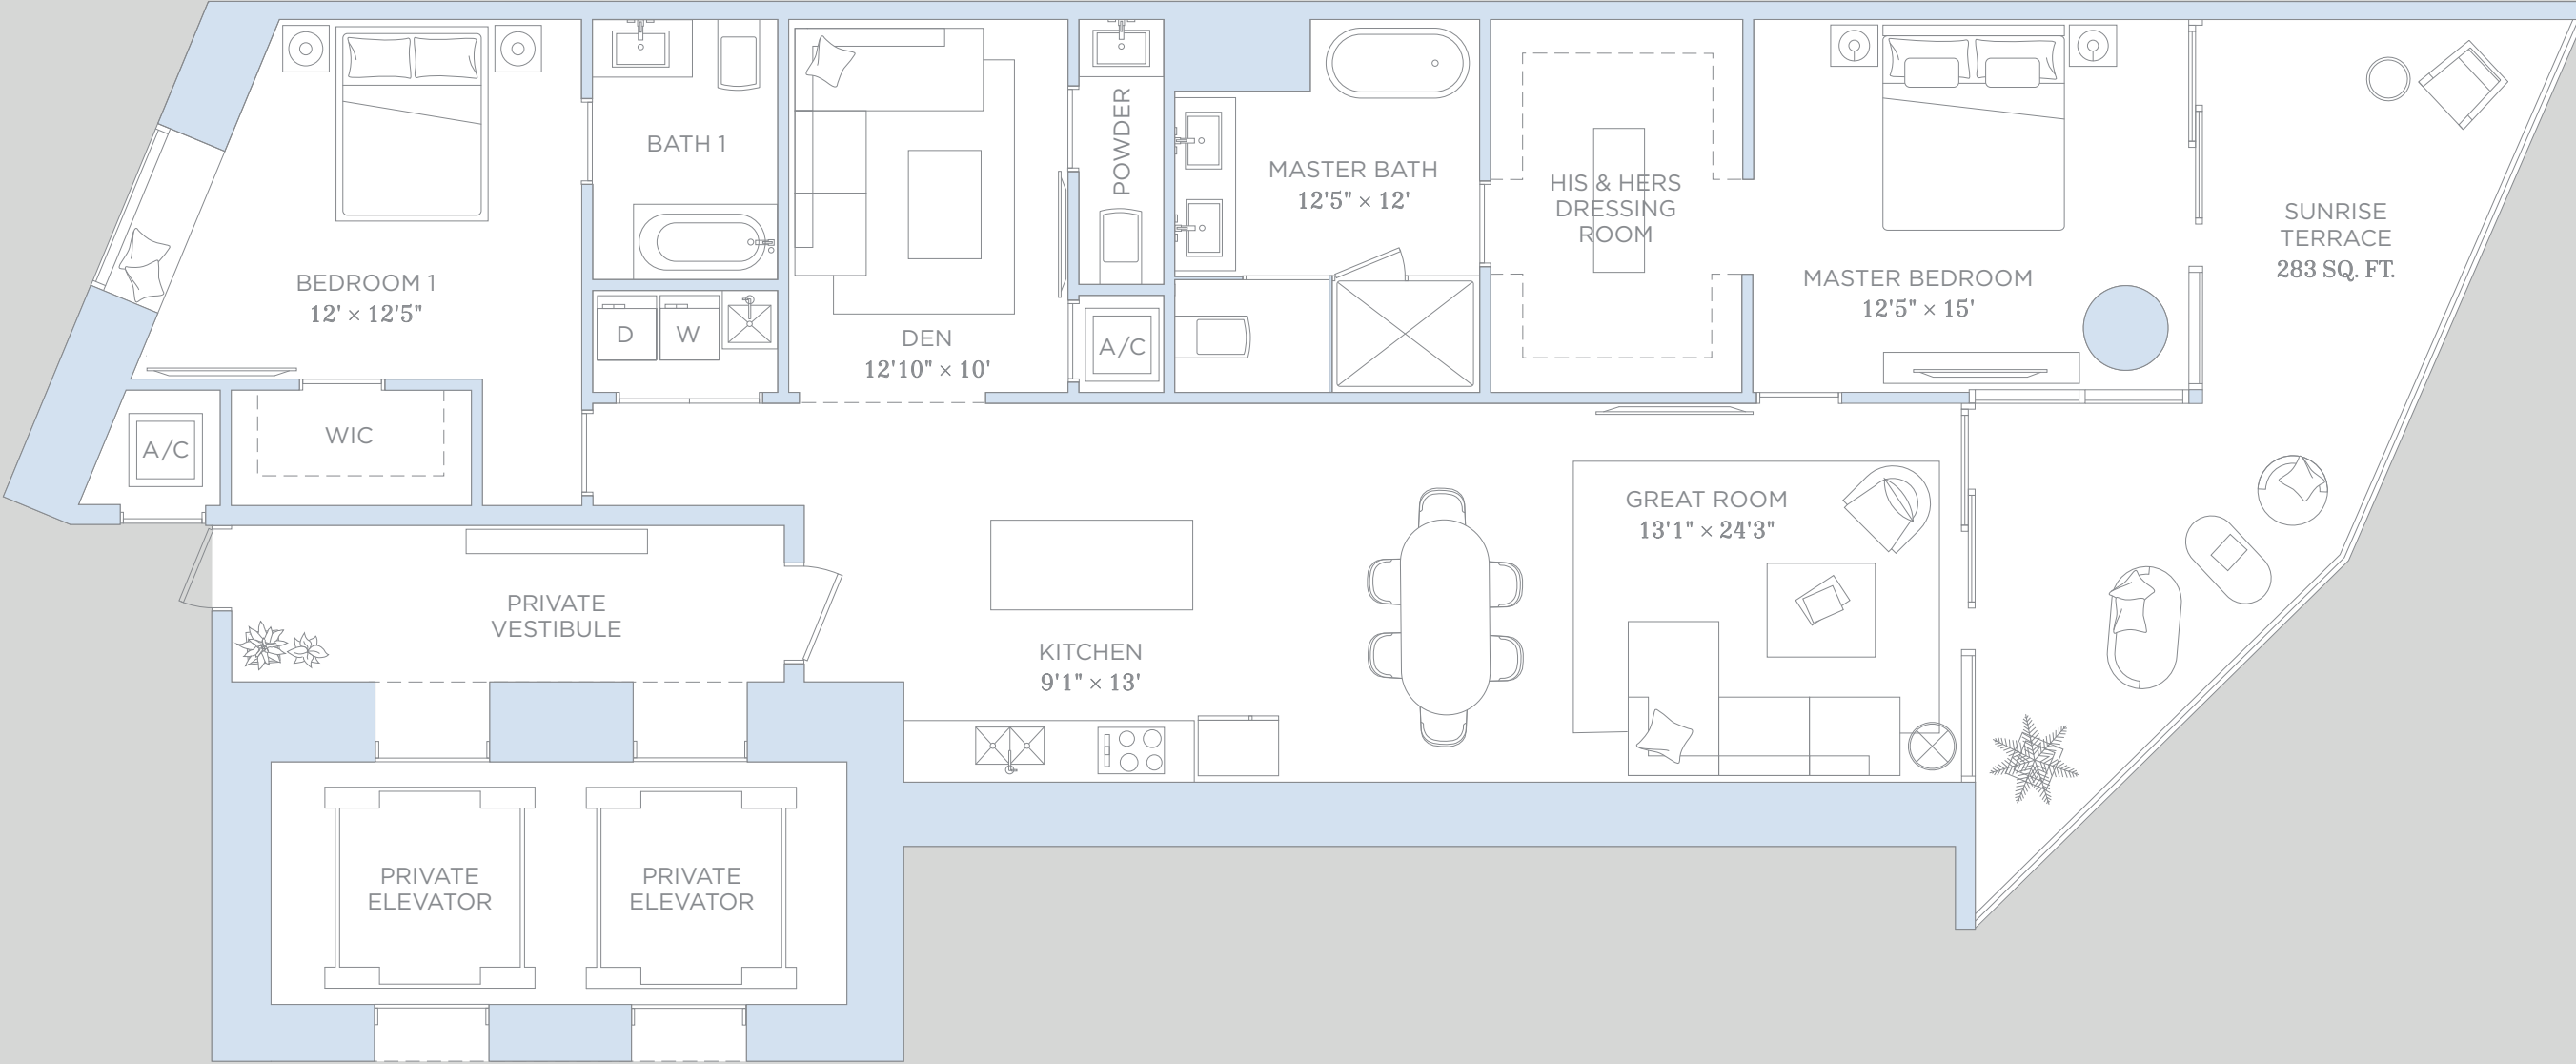 BEDROOM 1
12' × 12'5"
BATH 1
D
W
DEN
12'10" × 10'
POWDER
A/C
MASTER BATH
12'5" × 12'
HIS & HERS
DRESSING
ROOM
MASTER BEDROOM
12'5" × 15'
SUNRISE
TERRACE
283 SQ. FT.
A/C
WIC
PRIVATE
VESTIBULE
KITCHEN
9'1" × 13'
GREAT ROOM
13'1" × 24'3"
PRIVATE
ELEVATOR
PRIVATE
ELEVATOR